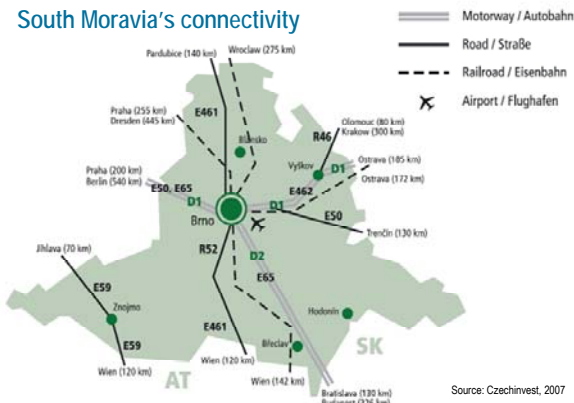 South Moravia's connectivity
Motorway / Autobahn
Road / Straße
Railroad / Eisenbahn
Airport / Flughafen
Pardubice (140 km)
Wroclaw (275 km)
Praha (255 km)
Dresden (445 km)
E461
Blansko
Olomouc (80 km)
Krakow (300 km)
R46
Vyškov
Ostrava (185 km)
D1
Ostrava (172 km)
Praha (200 km)
Berlin (540 km)
E50, E65
D1
E462
D1
Brno
E50
Trenčín (130 km)
R52
D2
E65
Jihlava (70 km)
E59
Znojmo
Hodonín
E461
E59
Břeclav
SK
Wien (120 km)
Wien (120 km)
AT
Wien (142 km)
Bratislava (130 km)
Source: Czechinvest, 2007